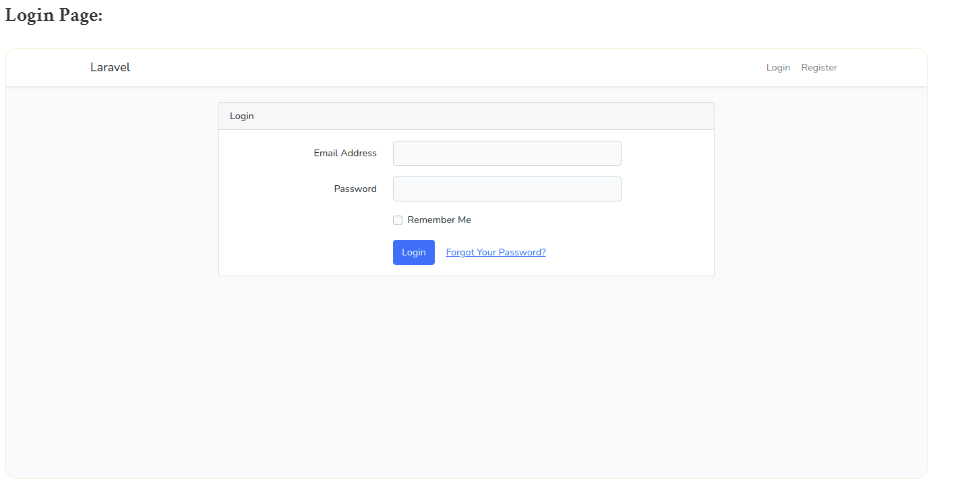 Login Page:
Laravel Login Register
Login
Email Address
Password
Remember Me
Login Forgot Your Password?